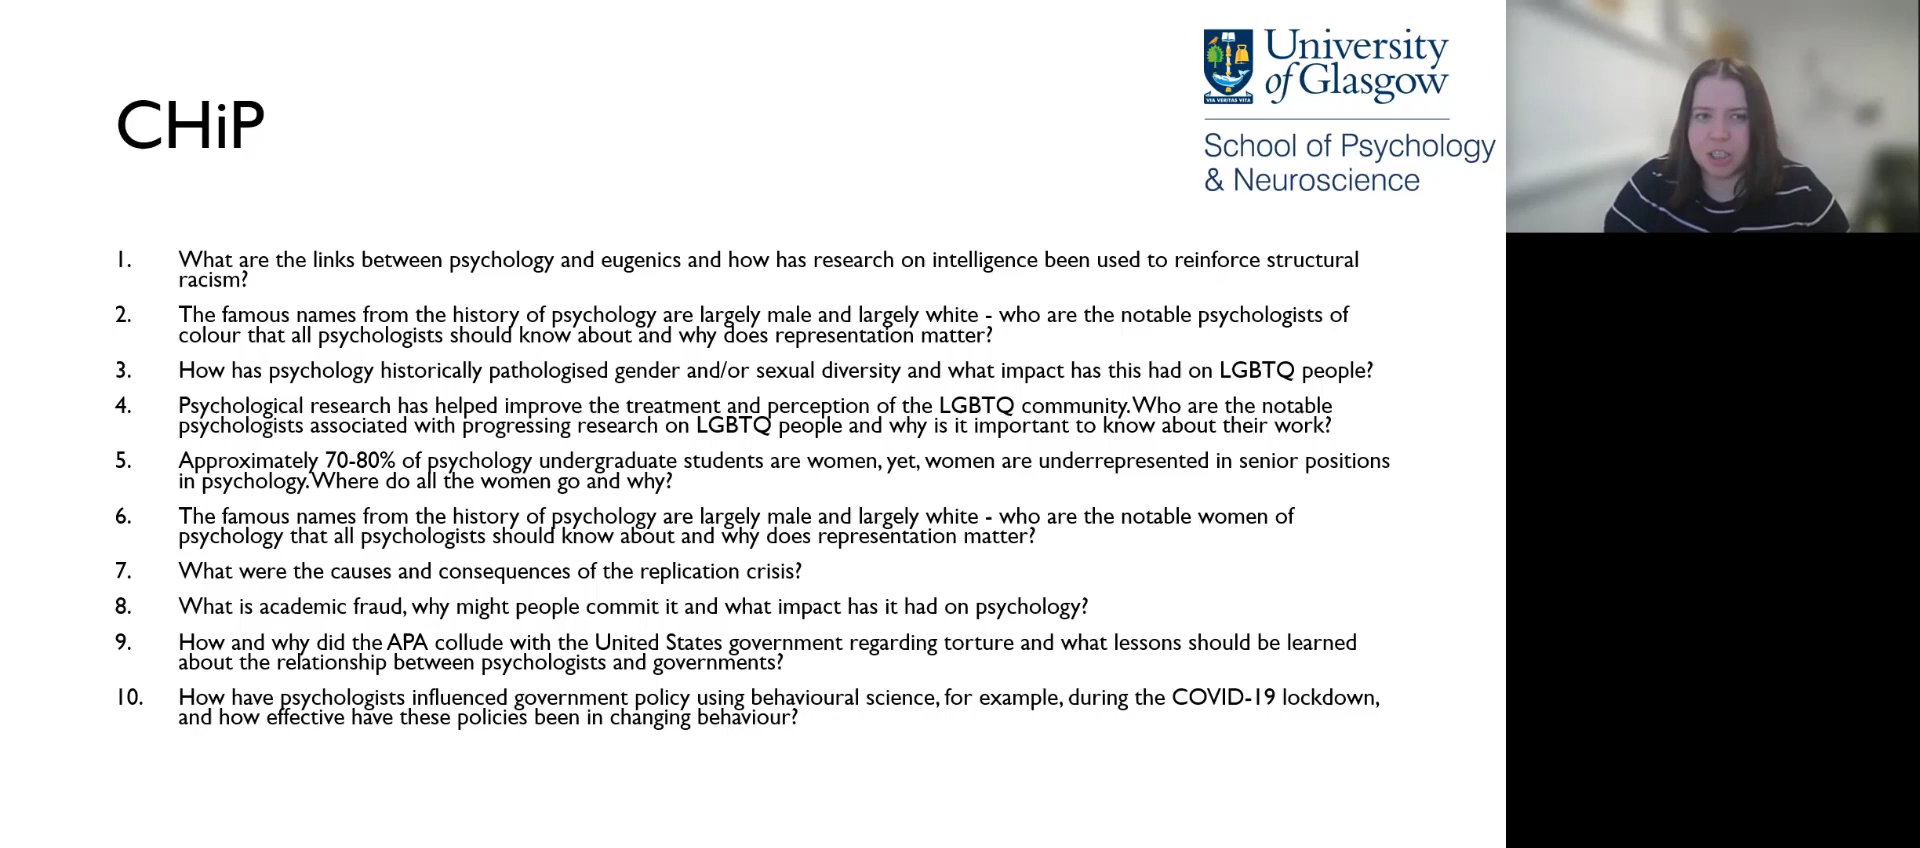 University
of Glasgow
VIA VERITAS VITA
School of Psychology
& Neuroscience
CHiP
1. What are the links between psychology and eugenics and how has research on intelligence been used to reinforce structural
racism?
2. The famous names from the history of psychology are largely male and largely white - who are the notable psychologists of
colour that all psychologists should know about and why does representation matter?
3. How has psychology historically pathologised gender and/or sexual diversity and what impact has this had on LGBTQ people?
4. Psychological research has helped improve the treatment and perception of the LGBTQ community. Who are the notable
psychologists associated with progressing research on LGBTQ people and why is it important to know about their work?
5. Approximately 70-80% of psychology undergraduate students are women, yet, women are underrepresented in senior positions
in psychology. Where do all the women go and why?
6. The famous names from the history of psychology are largely male and largely white - who are the notable women of
psychology that all psychologists should know about and why does representation matter?
7. What were the causes and consequences of the replication crisis?
8. What is academic fraud, why might people commit it and what impact has it had on psychology?
9. How and why did the APA collude with the United States government regarding torture and what lessons should be learned
about the relationship between psychologists and governments?
10. How have psychologists influenced government policy using behavioural science, for example, during the COVID-19 lockdown,
and how effective have these policies been in changing behaviour?